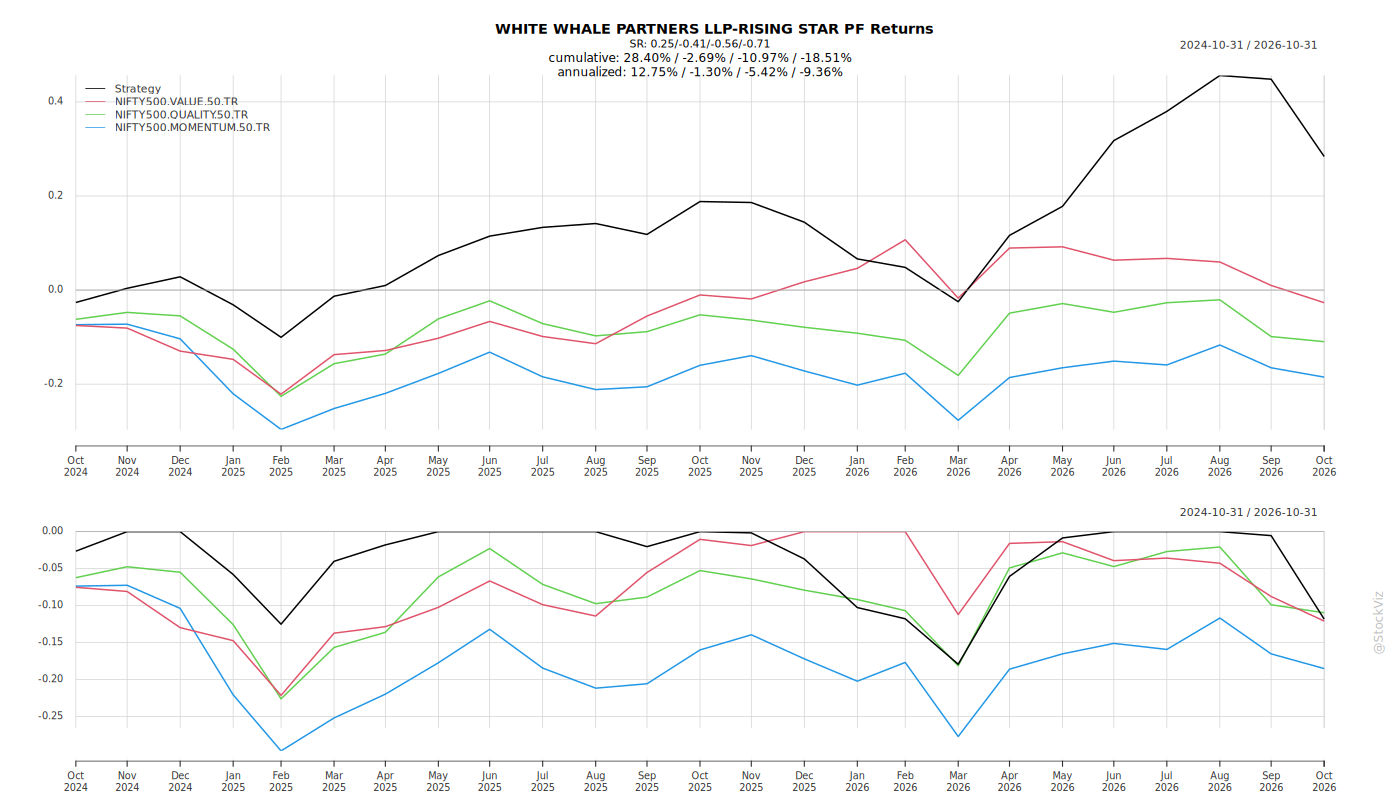 WHITE WHALE PARTNERS LLP-RISING STAR PF Returns
SR: 0.25/-0.41/-0.56/-0.71
2024-10-31 / 2026-10-31
cumulative: 28.40% / -2.69% / -10.97% / -18.51%
annualized: 12.75% / -1.30% / -5.42% / -9.36%
Strategy
NIFTY500.VALUE.50.TR
NIFTY500.QUALITY.50.TR
NIFTY500.MOMENTUM.50.TR
0.4
0.2
0.0
-0.2
Oct Nov Dec Jan Feb Mar Apr May Jun Jul Aug Sep Oct Nov Dec Jan Feb Mar Apr May Jun Jul Aug Sep Oct
2024 2024 2024 2025 2025 2025 2025 2025 2025 2025 2025 2025 2025 2025 2025 2026 2026 2026 2026 2026 2026 2026 2026 2026 2026
2024-10-31 / 2026-10-31
0.00
-0.05
-0.10
-0.15
-0.20
-0.25
Oct Nov Dec Jan Feb Mar Apr May Jun Jul Aug Sep Oct Nov Dec Jan Feb Mar Apr May Jun Jul Aug Sep Oct
2024 2024 2024 2025 2025 2025 2025 2025 2025 2025 2025 2025 2025 2025 2025 2026 2026 2026 2026 2026 2026 2026 2026 2026 2026
@StockViz